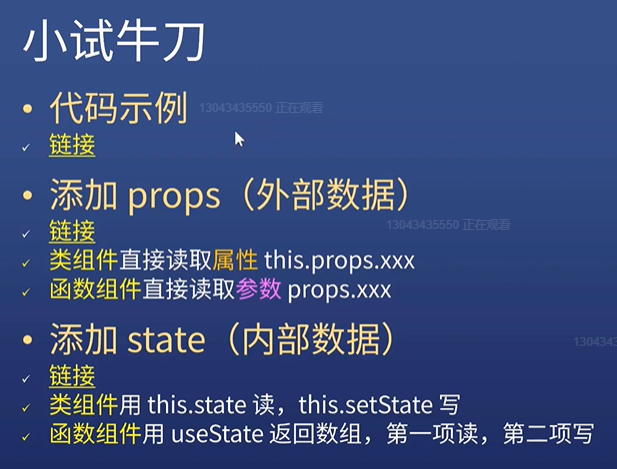 小试牛刀
• 代码示例
13043435550 正在观看
✓ 链接
• 添加 props（外部数据）
✓ 链接
13043435550 正在观看
✓ 类组件直接读取属性 this.props.xxx
✓ 函数组件直接读取参数 props.xxx
• 添加 state（内部数据）
130434
✓ 链接
✓ 类组件用 this.state 读，this.setState 写
✓ 函数组件用 useState 返回数组，第一项读，第二项写